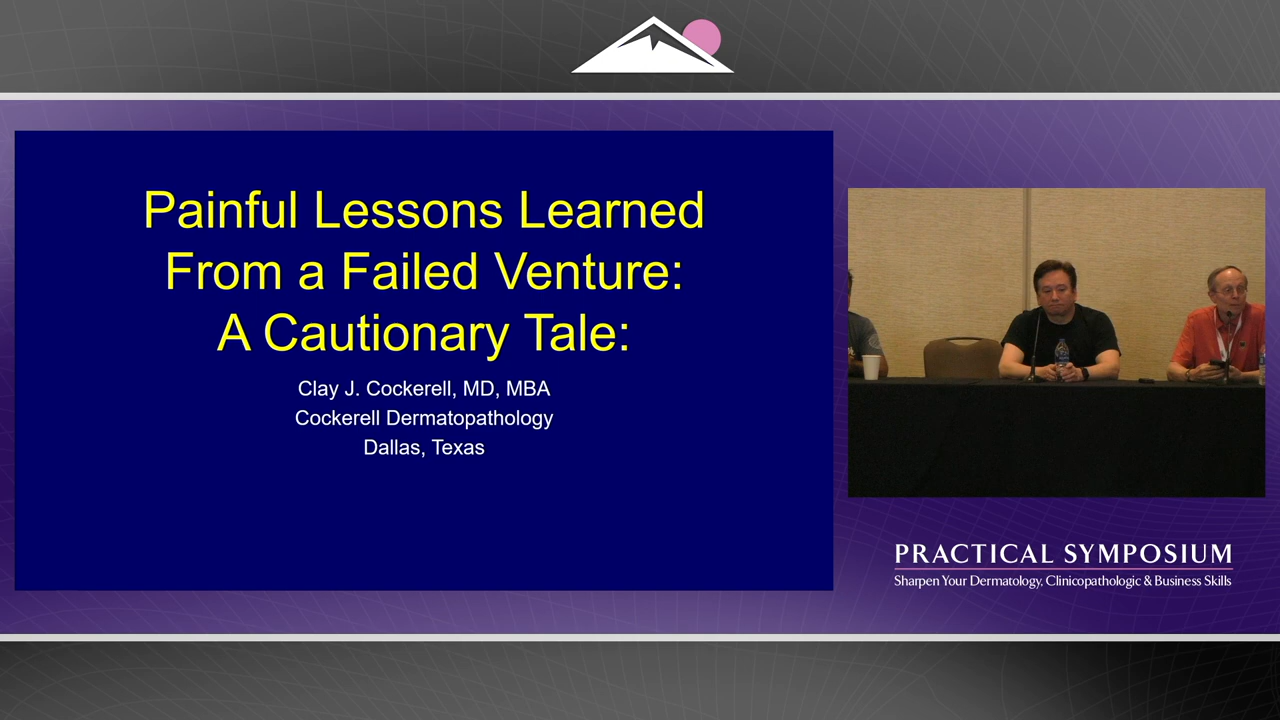 Painful Lessons Learned
From a Failed Venture:
A Cautionary Tale:
Clay J. Cockerell, MD, MBA
Cockerell Dermatopathology
Dallas, Texas
PRACTICAL SYMPOSIUM
Sharpen Your Dermatology, Clinicopathologic & Business Skills